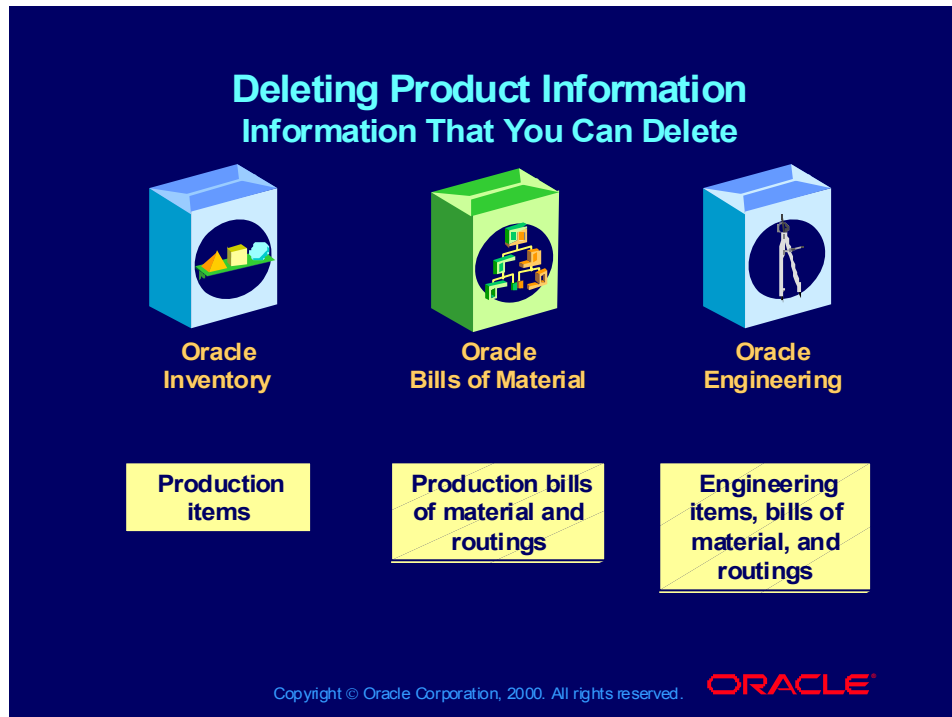 Deleting Product Information
Information That You Can Delete
Oracle
Inventory
Oracle
Bills of Material
Oracle
Engineering
Production
items
Production bills
of material and
routings
Engineering
items, bills of
material, and
routings
Copyright © Oracle Corporation, 2000. All rights reserved.
ORACLE®